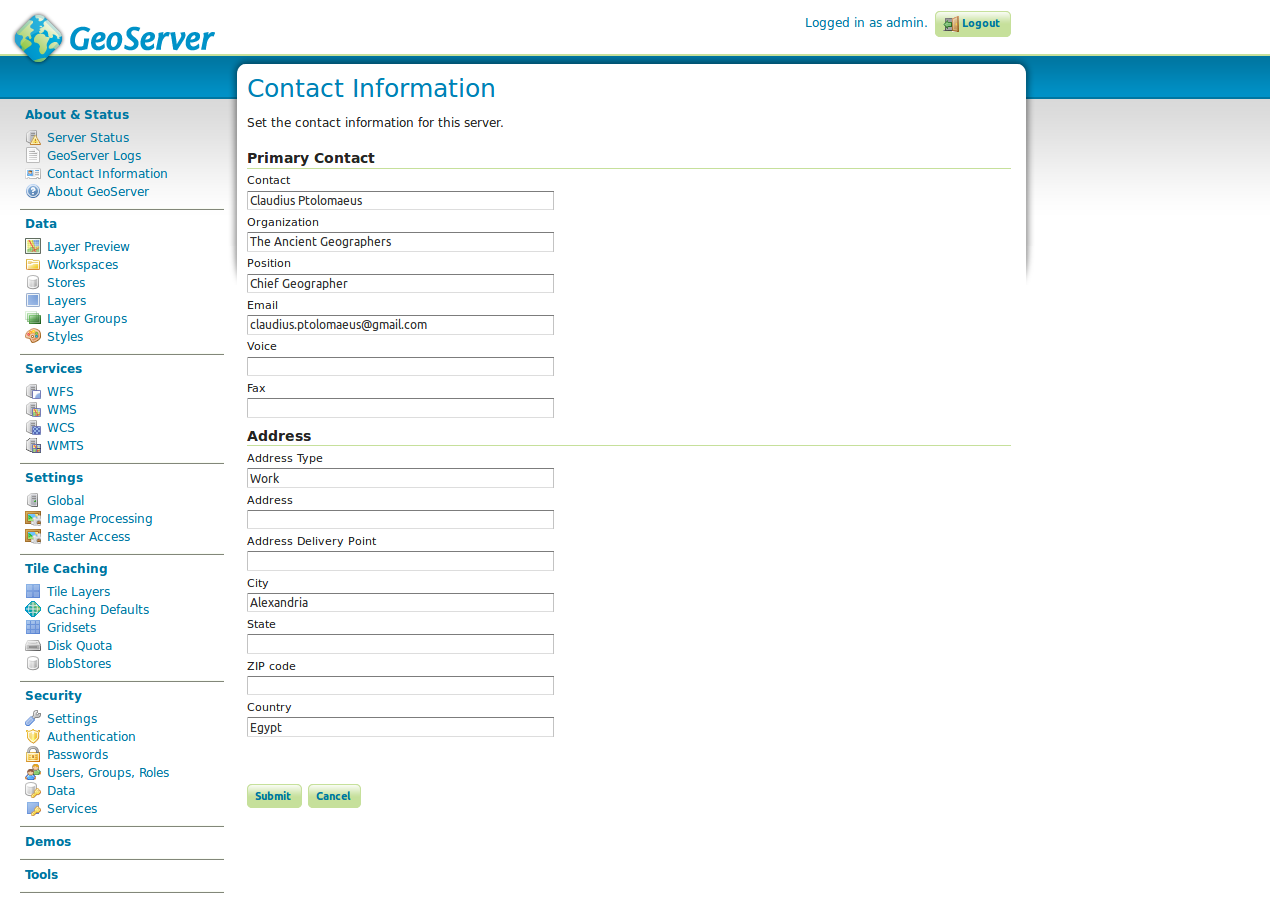 GeoServer
Logged in as admin. Logout
About & Status
Server Status
GeoServer Logs
Contact Information
About GeoServer
Data
Layer Preview
Workspaces
Stores
Layers
Layer Groups
Styles
Services
WFS
WMS
WCS
WMTS
Settings
Global
Image Processing
Raster Access
Tile Caching
Tile Layers
Caching Defaults
Gridsets
Disk Quota
BlobStores
Security
Settings
Authentication
Passwords
Users, Groups, Roles
Data
Services
Demos
Tools
Contact Information
Set the contact information for this server.
Primary Contact
Contact
Claudius Ptolomaeus
Organization
The Ancient Geographers
Position
Chief Geographer
Email
claudius.ptolomaeus@gmail.com
Voice
Fax
Address
Address Type
Work
Address
Address Delivery Point
City
Alexandria
State
ZIP code
Country
Egypt
Submit Cancel